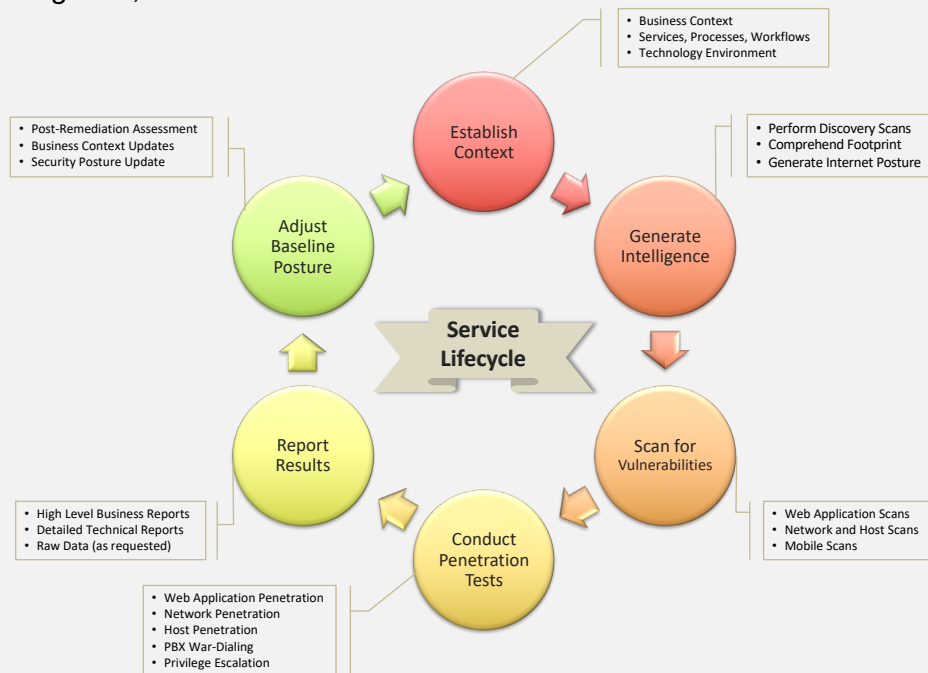 • Business Context
• Services, Processes, Workflows
• Technology Environment
Establish
Context
• Perform Discovery Scans
• Comprehend Footprint
• Generate Internet Posture
Generate
Intelligence
• Post-Remediation Assessment
• Business Context Updates
• Security Posture Update
Adjust
Baseline
Posture
Service
Lifecycle
Report
Results
Scan for
Vulnerabilities
• High Level Business Reports
• Detailed Technical Reports
• Raw Data (as requested)
• Web Application Scans
• Network and Host Scans
• Mobile Scans
Conduct
Penetration
Tests
• Web Application Penetration
• Network Penetration
• Host Penetration
• PBX War-Dialing
• Privilege Escalation